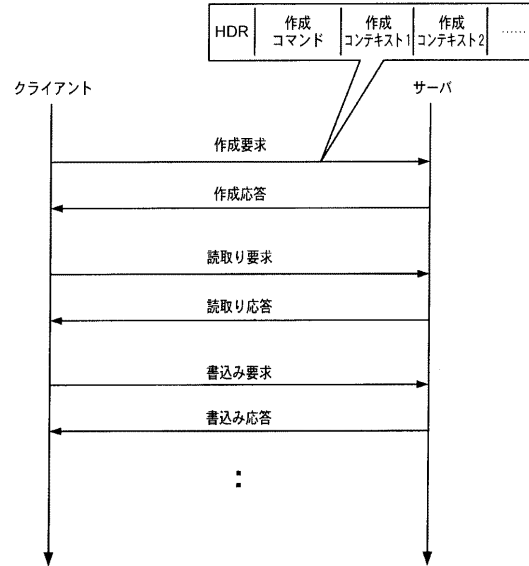 HDR
作成
コマンド
作成
コンテキスト1
作成
コンテキスト2
……
クライアント
サーバ
作成要求
作成応答
読取り要求
読取り応答
書込み要求
書込み応答
: